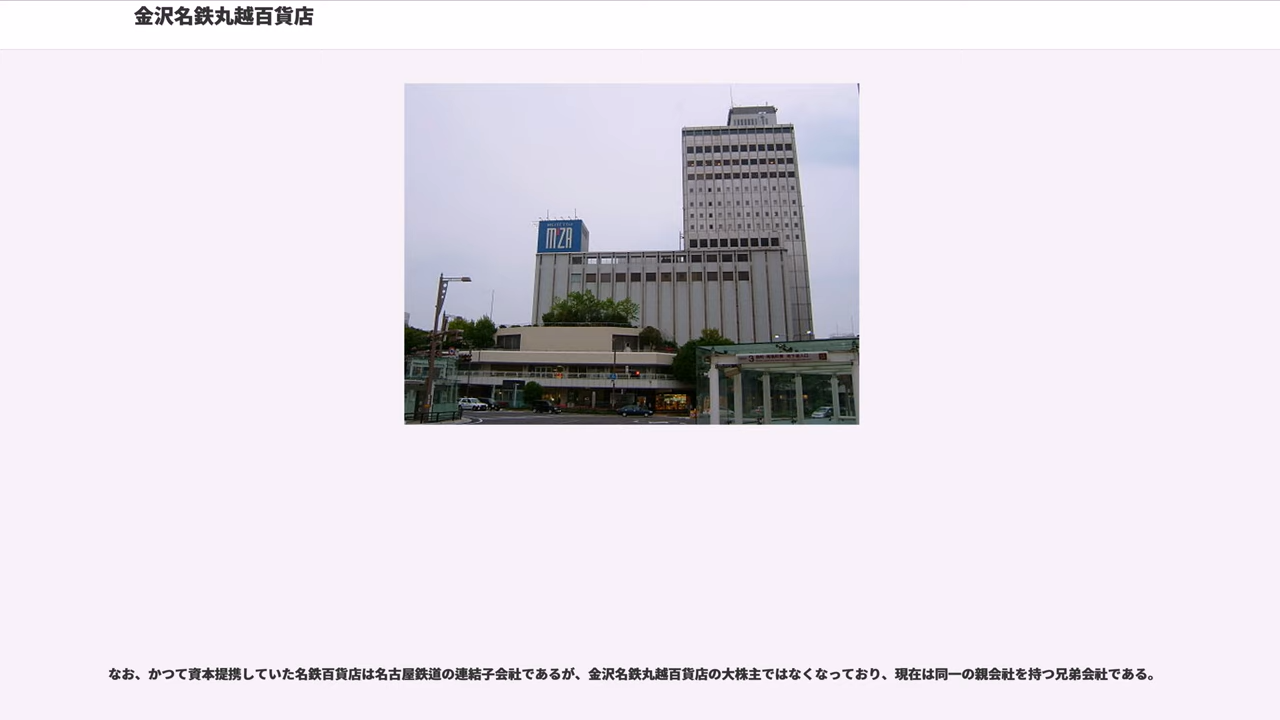 金沢名鉄丸越百貨店
M'ZA
なお、かつて資本提携していた名鉄百貨店は名古屋鉄道の連結子会社であるが、金沢名鉄丸越百貨店の大株主ではなくなっており、現在は同一の親会社を持つ兄弟会社である。